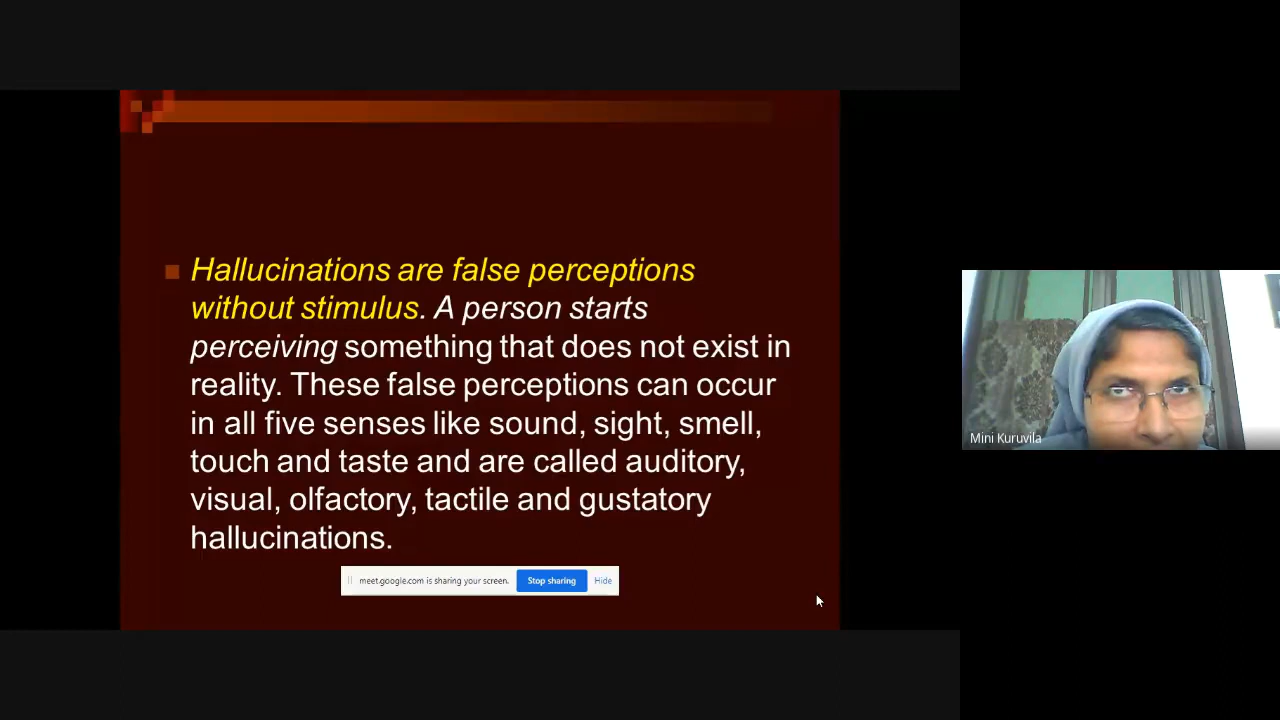 Hallucinations are false perceptions
without stimulus. A person starts
perceiving something that does not exist in
reality. These false perceptions can occur
in all five senses like sound, sight, smell,
touch and taste and are called auditory,
visual, olfactory, tactile and gustatory
hallucinations.
meet.google.com is sharing your screen. Stop sharing Hide
Mini Kuruvila